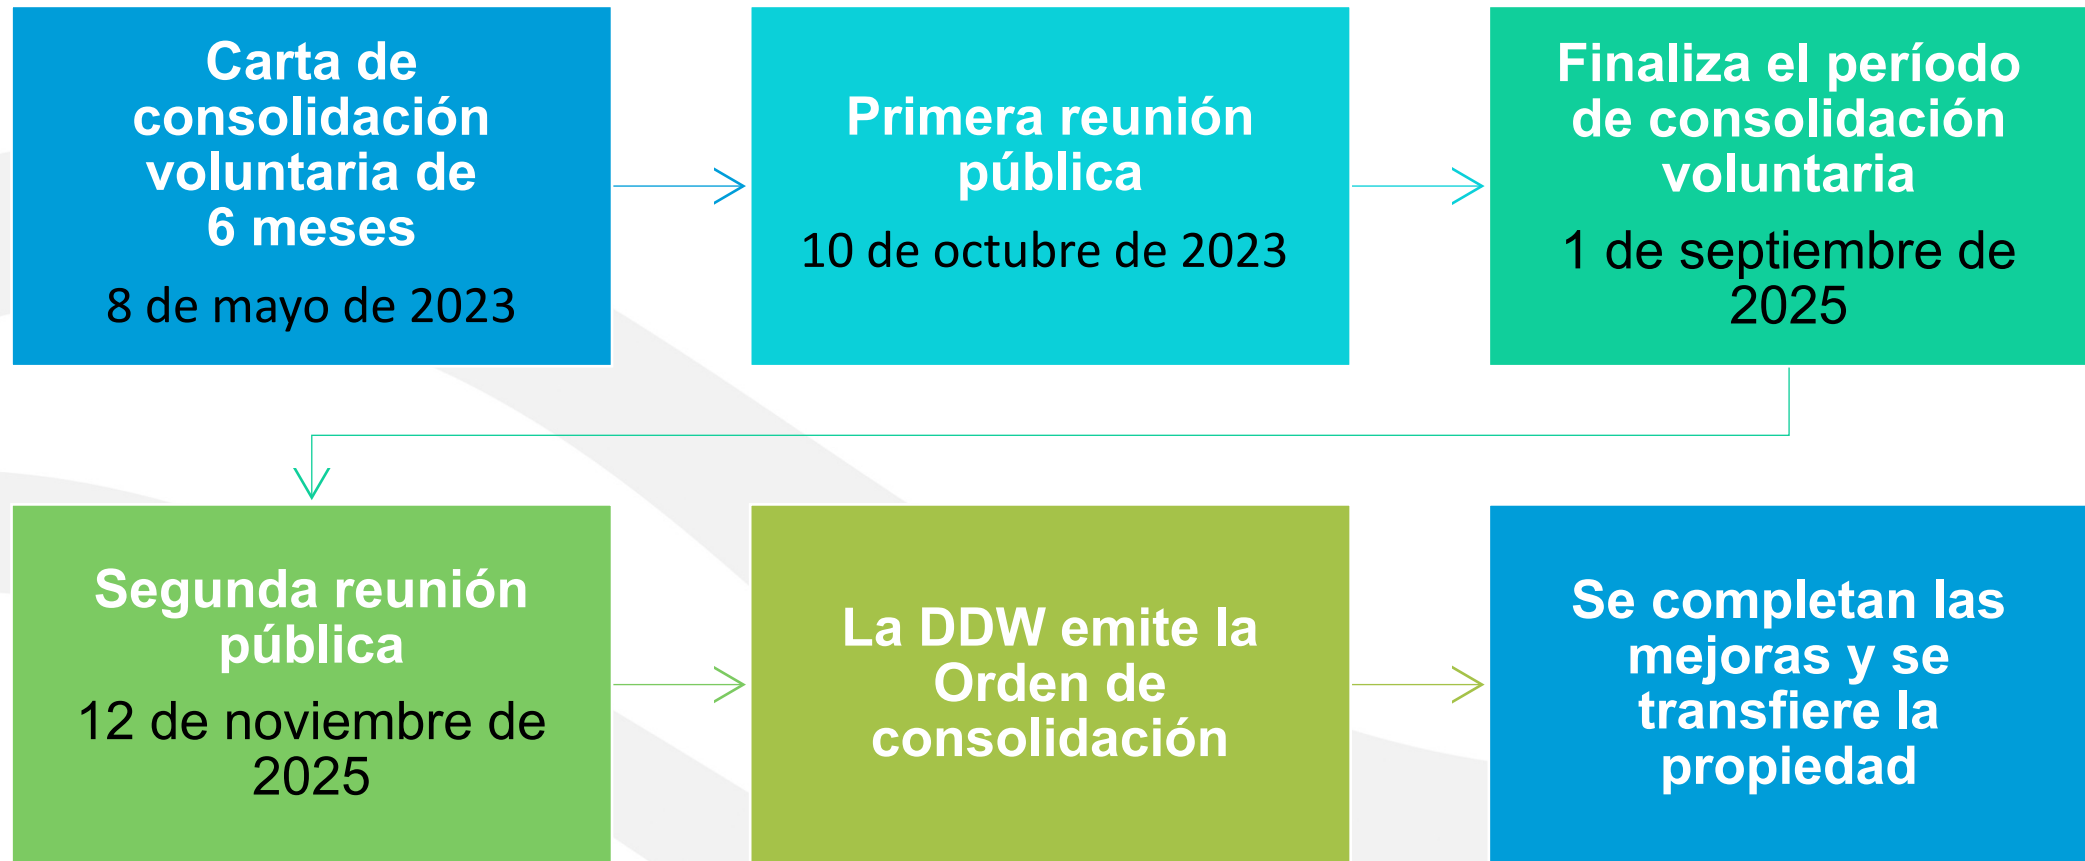 Carta de
consolidación
voluntaria de
6 meses
8 de mayo de 2023
Primera reunión
pública
10 de octubre de 2023
Finaliza el período
de consolidación
voluntaria
1 de septiembre de
2025
Segunda reunión
pública
12 de noviembre de
2025
La DDW emite la
Orden de
consolidación
Se completan las
mejoras y se
transfiere la
propiedad